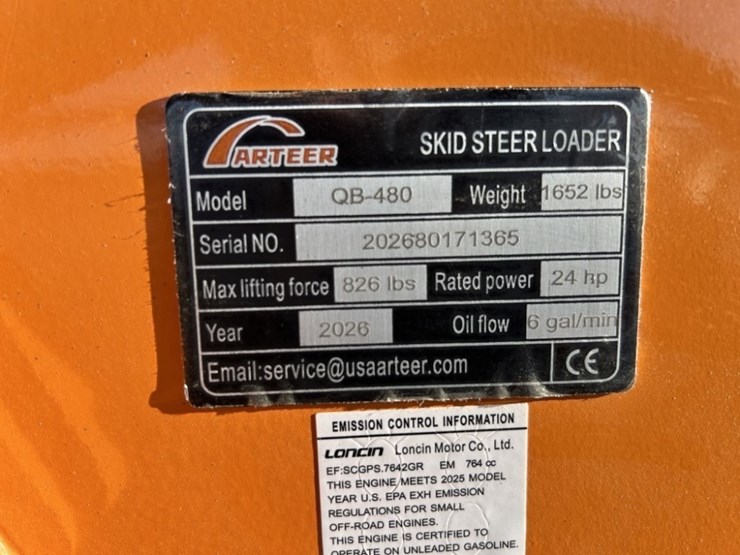 ARTEER SKID STEER LOADER
Model QB-480 Weight 1652 lbs
Serial NO. 202680171365
Max lifting force 826 lbs Rated power 24 hp
Year 2026 Oil flow 6 gal/min
Email:service@usaarteer.com CE
EMISSION CONTROL INFORMATION
LONCIN Loncin Motor Co., Ltd.
EF:SCGPS.7642GR EM 764 cc
THIS ENGINE MEETS 2025 MODEL
YEAR U.S. EPA EXH EMISSION
REGULATIONS FOR SMALL
OFF-ROAD ENGINES.
THIS ENGINE IS CERTIFIED TO
OPERATE ON UNLEADED GASOLINE.